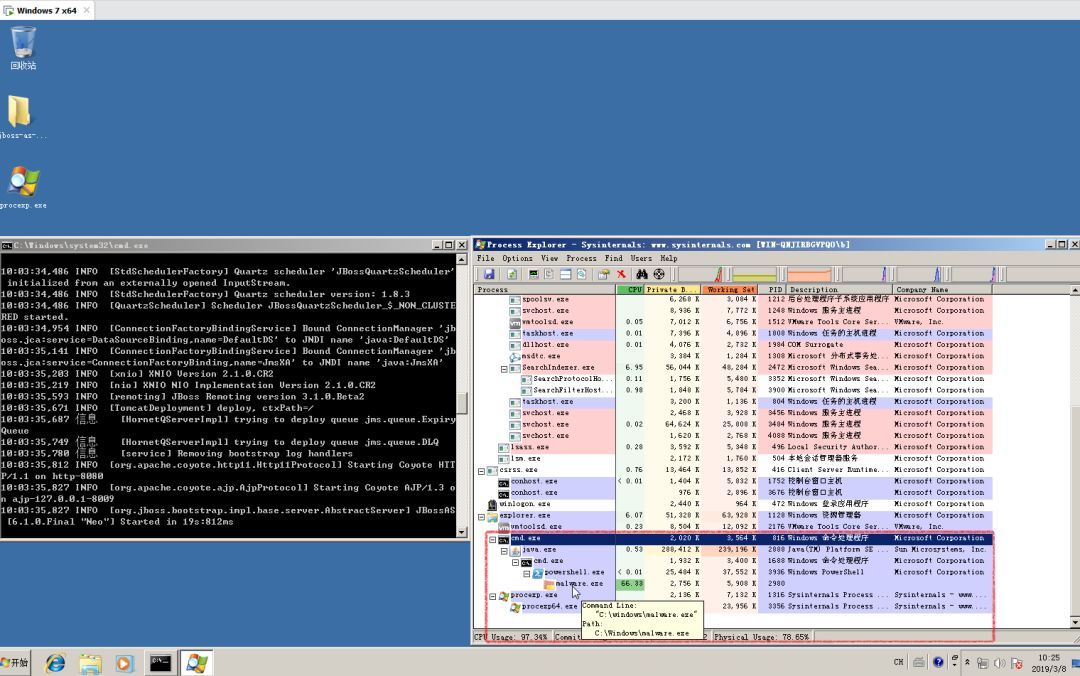 Windows 7 x64
回收站
jboss-as-...
procexp.exe
C:\Windows\system32\cmd.exe
10:03:34,486 INFO  [StdSchedulerFactory] Quartz scheduler 'JBossQuartzScheduler'
initialized from an externally opened InputStream.
10:03:34,486 INFO  [StdSchedulerFactory] Quartz scheduler version: 1.8.3
10:03:34,486 INFO  [QuartzScheduler] Scheduler JBossQuartzScheduler_$_NON_CLUSTE
RED started.
10:03:34,954 INFO  [ConnectionFactoryBindingService] Bound ConnectionManager 'jb
oss.jca:service=DataSourceBinding,name=DefaultDS' to JNDI name 'java:DefaultDS'
10:03:35,141 INFO  [ConnectionFactoryBindingService] Bound ConnectionManager 'jb
oss.jca:service=ConnectionFactoryBinding,name=JmsXA' to JNDI name 'java:JmsXA'
10:03:35,203 INFO  [xnio] XNIO Version 2.1.0.CR2
10:03:35,219 INFO  [nio] XNIO NIO Implementation Version 2.1.0.CR2
10:03:35,593 INFO  [remoting] JBoss Remoting version 3.1.0.Beta2
10:03:35,671 INFO  [TomcatDeployment] deploy, ctxPath=/
10:03:35,687 信息   [HornetQServerImpl] trying to deploy queue jms.queue.Expiry
Queue
10:03:35,749 信息   [HornetQServerImpl] trying to deploy queue jms.queue.DLQ
10:03:35,780 信息   [service] Removing bootstrap log handlers
10:03:35,812 INFO  [org.apache.coyote.http11.Http11Protocol] Starting Coyote HTT
P/1.1 on http-8080
10:03:35,827 INFO  [org.apache.coyote.ajp.AjpProtocol] Starting Coyote AJP/1.3 o
n ajp-127.0.0.1-8009
10:03:35,827 INFO  [org.jboss.bootstrap.impl.base.server.AbstractServer] JBossAS
[6.1.0.Final "Neo"] Started in 19s:812ms
Process Explorer - Sysinternals: www.sysinternals.com [WIN-QNJIRBGVPQO\b]
File Options View Process Find Users Help
Process CPU Private B... Working Set PID Description Company Name
spoolsv.exe 6,268 K 3,084 K 1212 后台处理程序子系统应用程序 Microsoft Corporation
svchost.exe 8,936 K 7,772 K 1248 Windows 服务主进程 Microsoft Corporation
vmtoolsd.exe 0.05 7,012 K 6,756 K 1512 VMware Tools Core Ser... VMware, Inc.
taskhost.exe 0.01 7,396 K 4,896 K 1808 Windows 任务的主机进程 Microsoft Corporation
dllhost.exe 0.01 4,076 K 2,732 K 1984 COM Surrogate Microsoft Corporation
msdtc.exe 3,384 K 1,284 K 1308 Microsoft 分布式事务处... Microsoft Corporation
SearchIndexer.exe 6.95 56,044 K 48,284 K 2472 Microsoft Windows Sea... Microsoft Corporation
SearchProtocolHo... 0.11 1,756 K 5,480 K 3352 Microsoft Windows Sea... Microsoft Corporation
SearchFilterHost... 0.98 1,848 K 5,784 K 3900 Microsoft Windows Sea... Microsoft Corporation
taskhost.exe 3,200 K 1,136 K 804 Windows 任务的主机进程 Microsoft Corporation
svchost.exe 2,468 K 3,928 K 3456 Windows 服务主进程 Microsoft Corporation
svchost.exe 0.02 64,624 K 25,808 K 3484 Windows 服务主进程 Microsoft Corporation
svchost.exe 1,620 K 2,768 K 4088 Windows 服务主进程 Microsoft Corporation
lsass.exe 0.28 3,592 K 5,348 K 496 Local Security Author... Microsoft Corporation
lsm.exe 2,172 K 1,760 K 504 本地会话管理器服务 Microsoft Corporation
csrss.exe 0.76 13,464 K 13,852 K 416 Client Server Runtime... Microsoft Corporation
conhost.exe < 0.01 1,404 K 5,832 K 1752 控制台窗口主机 Microsoft Corporation
conhost.exe 976 K 2,896 K 3676 控制台窗口主机 Microsoft Corporation
winlogon.exe 2,440 K 964 K 472 Windows 登录应用程序 Microsoft Corporation
explorer.exe 6.07 51,328 K 63,928 K 2100 Windows 资源管理器 Microsoft Corporation
vmtoolsd.exe 0.23 8,504 K 12,092 K 2176 VMware Tools Core Ser... VMware, Inc.
cmd.exe 2,020 K 3,564 K 816 Windows 命令处理程序 Microsoft Corporation
java.exe 0.53 288,412 K 239,196 K 2888 Java(TM) Platform SE ... Sun Microsystems, Inc.
cmd.exe 1,932 K 3,400 K 1688 Windows 命令处理程序 Microsoft Corporation
powershell.exe < 0.01 25,484 K 37,552 K 3936 Windows PowerShell Microsoft Corporation
malware.exe 66.33 2,756 K 5,908 K 2980
procexp.exe 2,136 K 7,132 K 1316 Sysinternals Process ... Sysinternals - www....
procexp64.exe 23,956 K 3356 Sysinternals Process ... Sysinternals - www....
Command Line:
"C:\windows\malware.exe"
Path:
C:\Windows\malware.exe
CPU Usage: 97.34% Commit 2 Physical Usage: 78.65%
开始
CH
10:25
2019/3/8